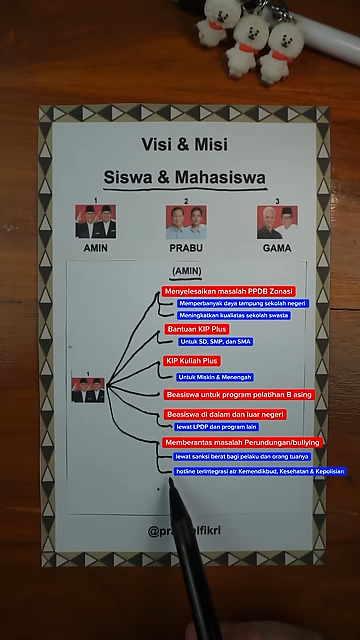 Visi & Misi
Siswa & Mahasiswa
1 2 3
AMIN PRABU GAMA
(AMIN)
Menyelesaikan masalah PPDB Zonasi
Memperbanyak daya tampung sekolah negeri
Meningkatkan kualiatas sekolah swasta
Bantuan KIP Plus
Untuk SD, SMP, dan SMA
KIP Kuliah Plus
Untuk Miskin & Menengah
1
Beasiswa untuk program pelatihan B asing
Beasiswa di dalam dan luar negeri
lewat LPDP dan program lain
Memberantas masalah Perundungan/bullying
lewat sanksi berat bagi pelaku dan orang tuanya
hotline terintegrasi atr Kemendikbud, Kesehatan & Kepolisian